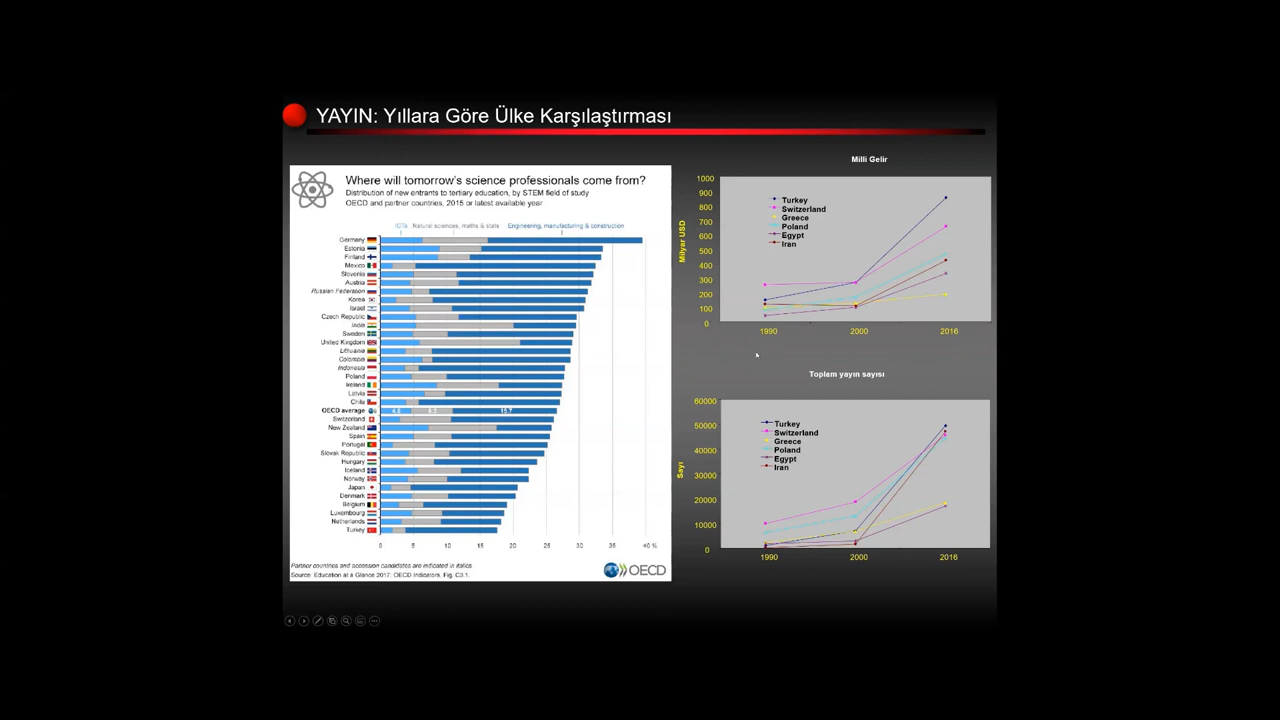 YAYIN: Yıllara Göre Ülke Karşılaştırması
Where will tomorrow's science professionals come from?
Distribution of new entrants to tertiary education, by STEM field of study
OECD and partner countries, 2015 or latest available year
ICTs Natural sciences, maths & stats Engineering, manufacturing & construction
Germany
Estonia
Finland
Mexico
Slovenia
Austria
Russian Federation
Korea
Israel
Czech Republic
India
Sweden
United Kingdom
Lithuania
Colombia
Indonesia
Poland
Ireland
Latvia
Chile
OECD average 4.6 6.3 15.7
Switzerland
New Zealand
Spain
Portugal
Slovak Republic
Hungary
Iceland
Norway
Japan
Denmark
Belgium
Luxembourg
Netherlands
Turkey
0 5 10 15 20 25 30 35 40 %
Partner countries and accession candidates are indicated in italics
Source: Education at a Glance 2017: OECD Indicators, Fig. C3.1.
OECD
Milli Gelir
Milyar USD
1000
900
800
700
600
500
400
300
200
100
0
Turkey
Switzerland
Greece
Poland
Egypt
Iran
1990 2000 2016
Toplam yayın sayısı
Sayı
60000
50000
40000
30000
20000
10000
0
Turkey
Switzerland
Greece
Poland
Egypt
Iran
1990 2000 2016